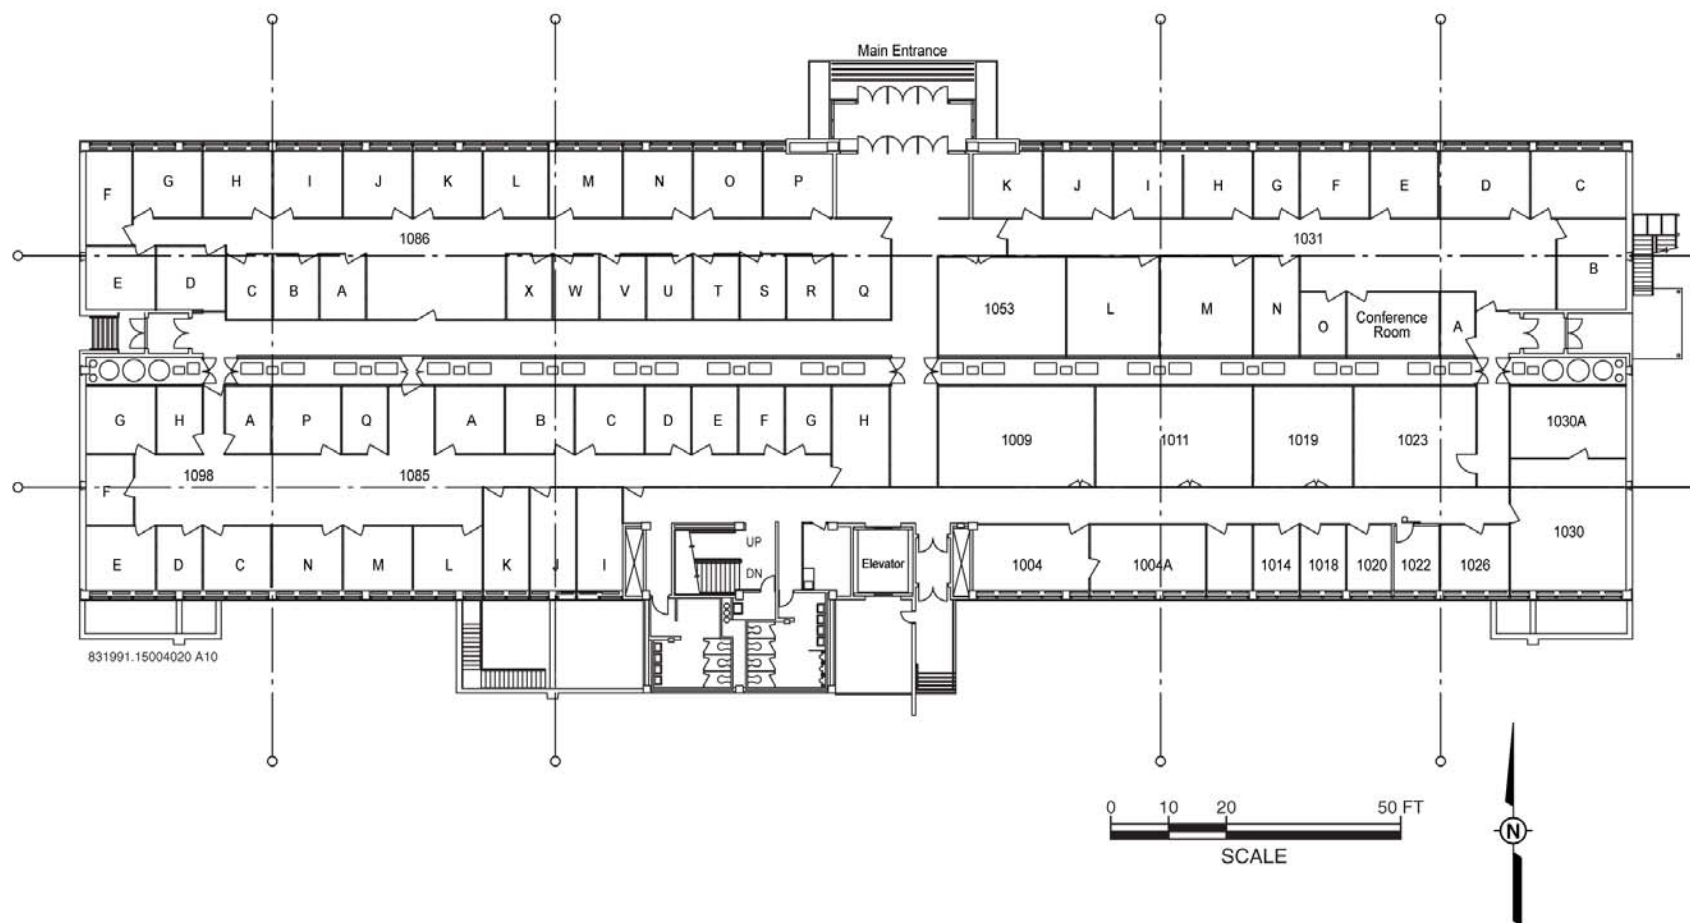 Main Entrance
F G H I J K L M N O P
K J I H G F E D C
1086
1031
E D C B A X W V U T S R Q
B
1053 L M N O Conference
Room A
G H A P Q A B C D E F G H
1009 1011 1019 1023 1030A
F 1098 1085
1030
UP
DN
E D C N M L K J I
Elevator
1004 1004A 1014 1018 1020 1022 1026
831991.15004020 A10
0 10 20 50 FT
SCALE
N